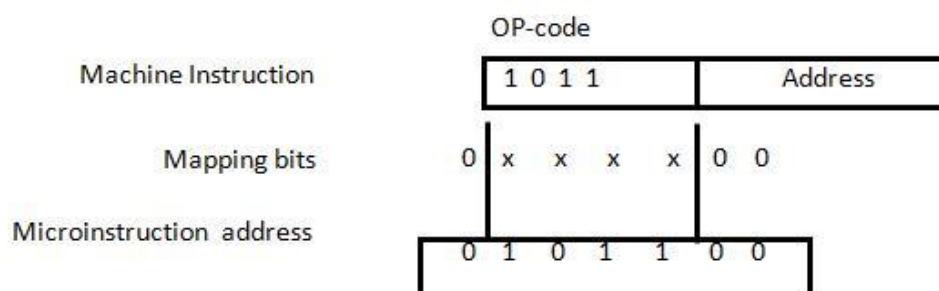 OP-code
Machine Instruction 1 0 1 1 Address
Mapping bits 0 x x x x 0 0
Microinstruction address 0 1 0 1 1 0 0